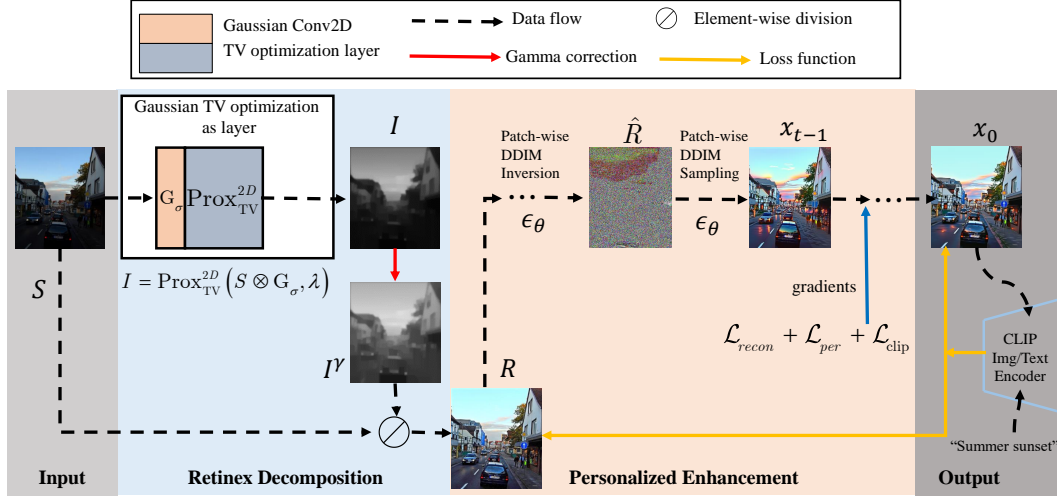 Gaussian Conv2D
TV optimization layer
Data flow
Element-wise division
Gamma correction
Loss function
Gaussian TV optimization
as layer
G_σ Prox_TV^2D
I
S
I = Prox_TV^2D (S ⊗ G_σ, λ)
I^γ
Patch-wise
DDIM
Inversion
ϵ_θ
R̂
Patch-wise
DDIM
Sampling
ϵ_θ
x_{t−1}
x_0
gradients
ℒ_recon + ℒ_per + ℒ_clip
R
CLIP
Img/Text
Encoder
“Summer sunset”
Input
Retinex Decomposition
Personalized Enhancement
Output